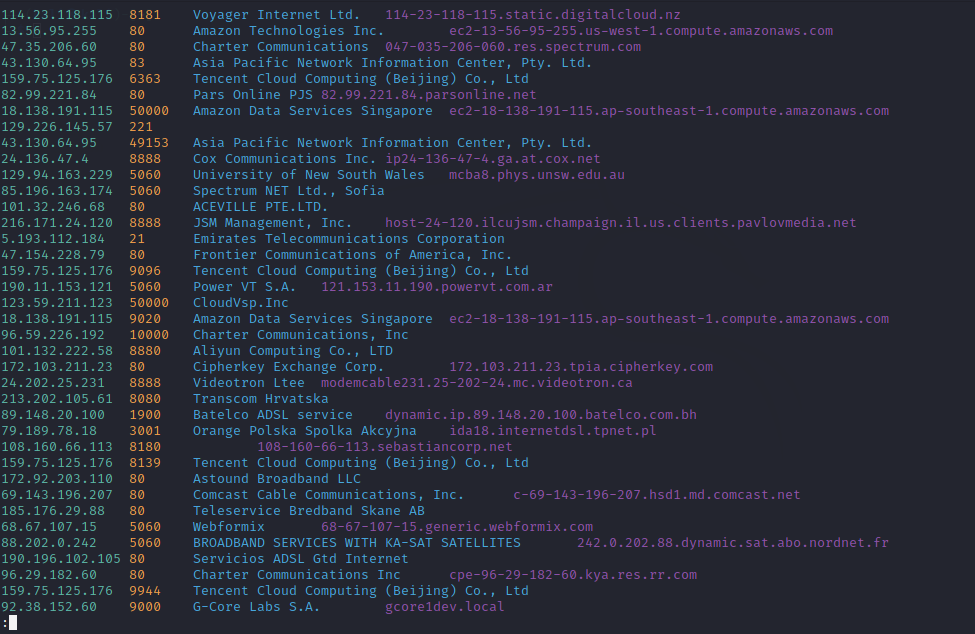 114.23.118.115 8181 Voyager Internet Ltd. 114-23-118-115.static.digitalcloud.nz
13.56.95.255 80 Amazon Technologies Inc. ec2-13-56-95-255.us-west-1.compute.amazonaws.com
47.35.206.60 80 Charter Communications 047-035-206-060.res.spectrum.com
43.130.64.95 83 Asia Pacific Network Information Center, Pty. Ltd.
159.75.125.176 6363 Tencent Cloud Computing (Beijing) Co., Ltd
82.99.221.84 80 Pars Online PJS 82.99.221.84.parsonline.net
18.138.191.115 50000 Amazon Data Services Singapore ec2-18-138-191-115.ap-southeast-1.compute.amazonaws.com
129.226.145.57 221
43.130.64.95 49153 Asia Pacific Network Information Center, Pty. Ltd.
24.136.47.4 8888 Cox Communications Inc. ip24-136-47-4.ga.at.cox.net
129.94.163.229 5060 University of New South Wales mcba8.phys.unsw.edu.au
85.196.163.174 5060 Spectrum NET Ltd., Sofia
101.32.246.68 80 ACEVILLE PTE.LTD.
216.171.24.120 8888 JSM Management, Inc. host-24-120.ilcujsm.champaign.il.us.clients.pavlovmedia.net
5.193.112.184 21 Emirates Telecommunications Corporation
47.154.228.79 80 Frontier Communications of America, Inc.
159.75.125.176 9096 Tencent Cloud Computing (Beijing) Co., Ltd
190.11.153.121 5060 Power VT S.A. 121.153.11.190.powervt.com.ar
123.59.211.123 50000 CloudVsp.Inc
18.138.191.115 9020 Amazon Data Services Singapore ec2-18-138-191-115.ap-southeast-1.compute.amazonaws.com
96.59.226.192 10000 Charter Communications, Inc
101.132.222.58 8880 Aliyun Computing Co., LTD
172.103.211.23 80 Cipherkey Exchange Corp. 172.103.211.23.tpia.cipherkey.com
24.202.25.231 8888 Videotron Ltee modemcable231.25-202-24.mc.videotron.ca
213.202.105.61 8080 Transcom Hrvatska
89.148.20.100 1900 Batelco ADSL service dynamic.ip.89.148.20.100.batelco.com.bh
79.189.78.18 3001 Orange Polska Spolka Akcyjna ida18.internetdsl.tpnet.pl
108.160.66.113 8180 108-160-66-113.sebastiancorp.net
159.75.125.176 8139 Tencent Cloud Computing (Beijing) Co., Ltd
172.92.203.110 80 Astound Broadband LLC
69.143.196.207 80 Comcast Cable Communications, Inc. c-69-143-196-207.hsd1.md.comcast.net
185.176.29.88 80 Teleservice Bredband Skane AB
68.67.107.15 5060 Webformix 68-67-107-15.generic.webformix.com
88.202.0.242 5060 BROADBAND SERVICES WITH KA-SAT SATELLITES 242.0.202.88.dynamic.sat.abo.nordnet.fr
190.196.102.105 80 Servicios ADSL Gtd Internet
96.29.182.60 80 Charter Communications Inc cpe-96-29-182-60.kya.res.rr.com
159.75.125.176 9944 Tencent Cloud Computing (Beijing) Co., Ltd
92.38.152.60 9000 G-Core Labs S.A. gcore1dev.local
: